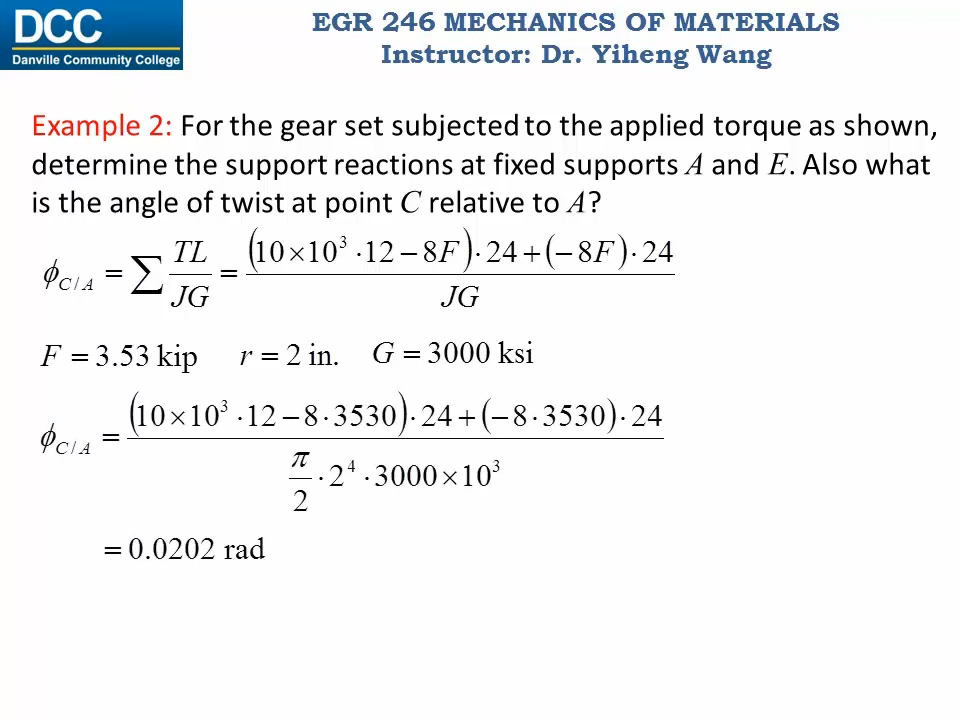 DCC
Danville Community College
EGR 246 MECHANICS OF MATERIALS
Instructor: Dr. Yiheng Wang
Example 2: For the gear set subjected to the applied torque as shown,
determine the support reactions at fixed supports A and E. Also what
is the angle of twist at point C relative to A?
ϕ_{C/A} = ∑ TL/JG = ((10×10³·12 − 8F)·24 + (−8F)·24)/JG
F = 3.53 kip   r = 2 in.   G = 3000 ksi
ϕ_{C/A} = ((10×10³·12 − 8·3530)·24 + (−8·3530)·24)/(π/2·2⁴·3000×10³)
= 0.0202 rad